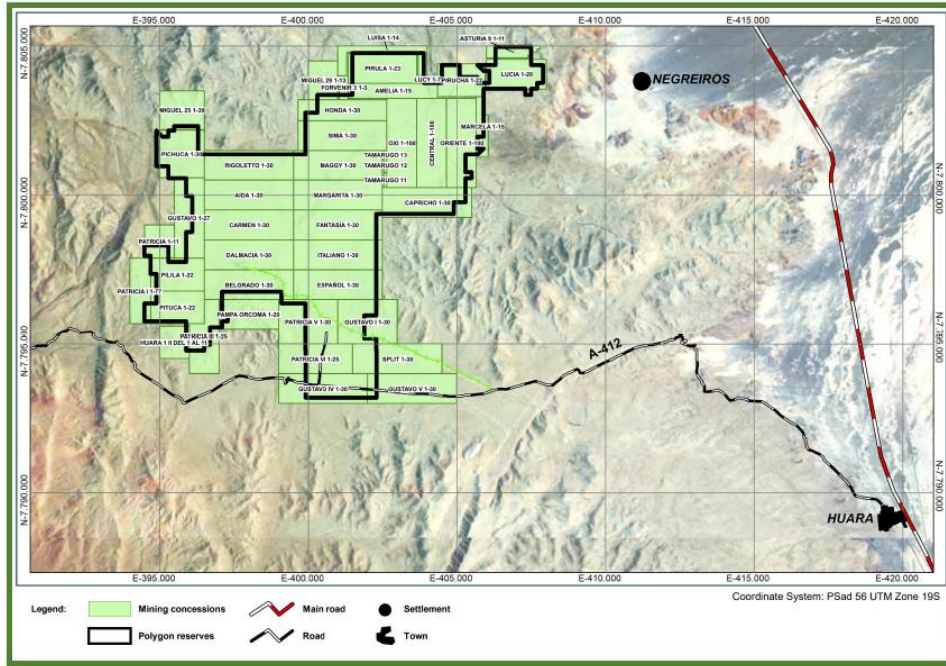 E-395.000 E-400.000 E-405.000 E-410.000 E-415.000 E-420.000
N-7.805.000
N-7.805.000
LUISA 1-14
ASTURIA 9 1-11
PIRULA 1-23
LUCIA 1-20
NEGREIROS
MIGUEL 29 1-13
PIRUCHA 1-22
PORVENIR 3 1-3
AMELIA 1-15
MIGUEL 25 1-39
HONDA 1-30
MARCELA 1-15
SIMA 1-30
GIG 1-100
CENTRAL 1-100
ORIENTE 1-100
PICHUCA 1-30
RIGOLETTO 1-30
MAGGY 1-30
TAMARUGO 13
TAMARUGO 12
TAMARUGO 11
N-7.800.000
AIDA 1-30
MARGARITA 1-30
CAPRICHO 1-30
N-7.800.000
GUSTAVO 1-27
CARMEN 1-30
FANTASIA 1-30
PATRICIA 1-11
DALMACIA 1-30
ITALIANO 1-30
PILILA 1-22
PATRICIA I 1-77
BELGRADO 1-30
ESPAÑOL 1-30
PITUCA 1-22
PAMPA ORCOMA 1-20
PATRICIA V 1-30
GUSTAVO I 1-30
HUARA 1 II DEL 1 AL 11
N-7.795.000
N-7.795.000
A-412
PATRICIA VI 1-25
SPLIT 1-30
GUSTAVO IV 1-30
GUSTAVO V 1-30
N-7.790.000
N-7.790.000
HUARA
E-395.000 E-400.000 E-405.000 E-410.000 E-415.000 E-420.000
Coordinate System: PSad 56 UTM Zone 19S
Legend:
Mining concessions
Main road
Settlement
Polygon reserves
Road
Town